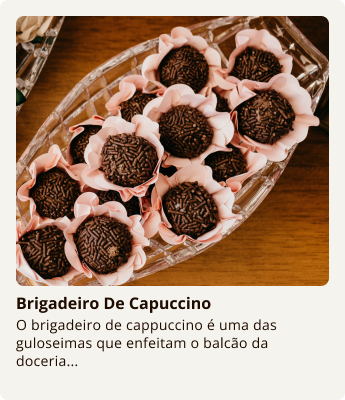 Brigadeiro De Capuccino
O brigadeiro de cappuccino é uma das
guloseimas que enfeitam o balcão da
doceria...